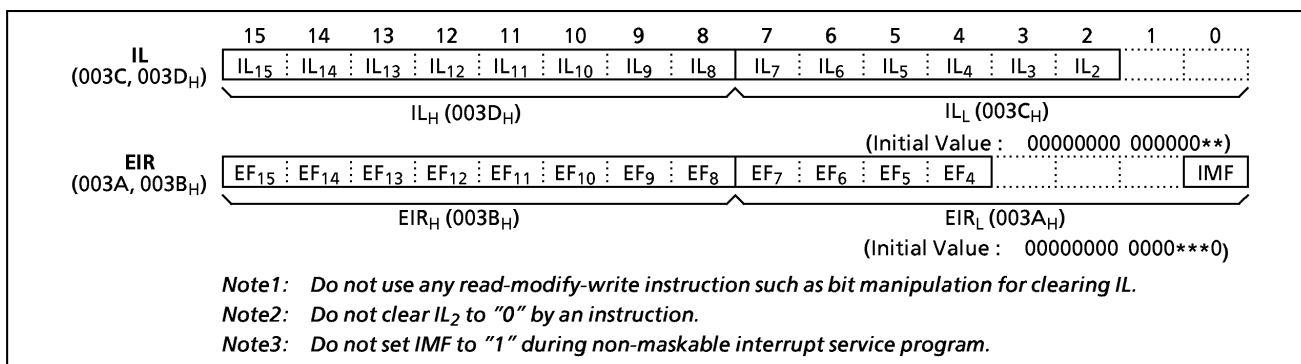 15 14 13 12 11 10 9 8 7 6 5 4 3 2 1 0
IL
(003C, 003DH)
IL15 IL14 IL13 IL12 IL11 IL10 IL9 IL8 IL7 IL6 IL5 IL4 IL3 IL2
ILH (003DH) ILL (003CH)
(Initial Value : 00000000 000000**)
EIR
(003A, 003BH)
EF15 EF14 EF13 EF12 EF11 EF10 EF9 EF8 EF7 EF6 EF5 EF4 IMF
EIRH (003BH) EIRL (003AH)
(Initial Value : 00000000 0000***0)
Note1: Do not use any read-modify-write instruction such as bit manipulation for clearing IL.
Note2: Do not clear IL2 to "0" by an instruction.
Note3: Do not set IMF to "1" during non-maskable interrupt service program.